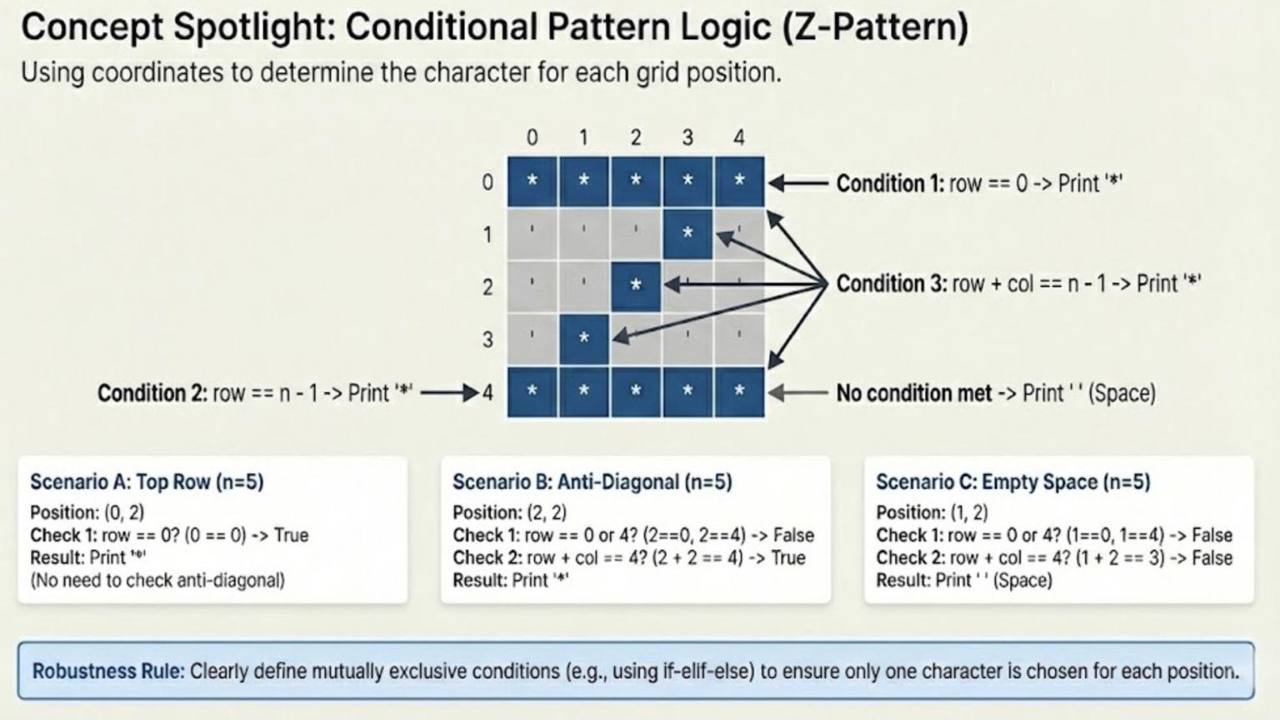 Concept Spotlight: Conditional Pattern Logic (Z-Pattern)
Using coordinates to determine the character for each grid position.
0 1 2 3 4
0 * * * * * Condition 1: row == 0 -> Print '*'
1 ' ' ' * '
Condition 3: row + col == n - 1 -> Print '*'
2 ' ' * ' '
3 ' * ' ' '
Condition 2: row == n - 1 -> Print '*' 4 * * * * * No condition met -> Print ' ' (Space)
Scenario A: Top Row (n=5)
Position: (0, 2)
Check 1: row == 0? (0 == 0) -> True
Result: Print '*'
(No need to check anti-diagonal)
Scenario B: Anti-Diagonal (n=5)
Position: (2, 2)
Check 1: row == 0 or 4? (2==0, 2==4) -> False
Check 2: row + col == 4? (2 + 2 == 4) -> True
Result: Print '*'
Scenario C: Empty Space (n=5)
Position: (1, 2)
Check 1: row == 0 or 4? (1==0, 1==4) -> False
Check 2: row + col == 4? (1 + 2 == 3) -> False
Result: Print ' ' (Space)
Robustness Rule: Clearly define mutually exclusive conditions (e.g., using if-elif-else) to ensure only one character is chosen for each position.